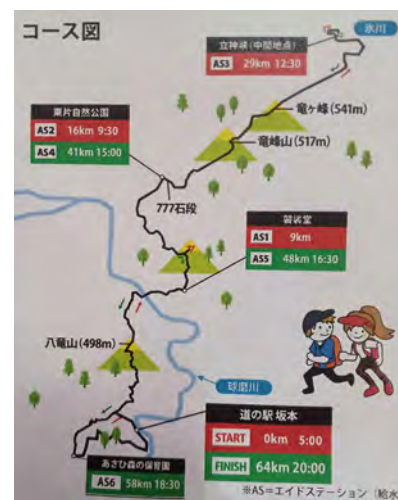 コース図
氷川
立神峡(中間地点)
AS3 29km 12:30
竜ヶ峰(541m)
竜峰山(517m)
東片自然公園
AS2 16km 9:30
AS4 41km 15:00
777石段
袈裟堂
AS1 9km
AS5 48km 16:30
八竜山(498m)
球磨川
道の駅 坂本
START 0km 5:00
FINISH 64km 20:00
あさひ森の保育園
AS6 58km 18:30
※AS=エイドステーション(給水